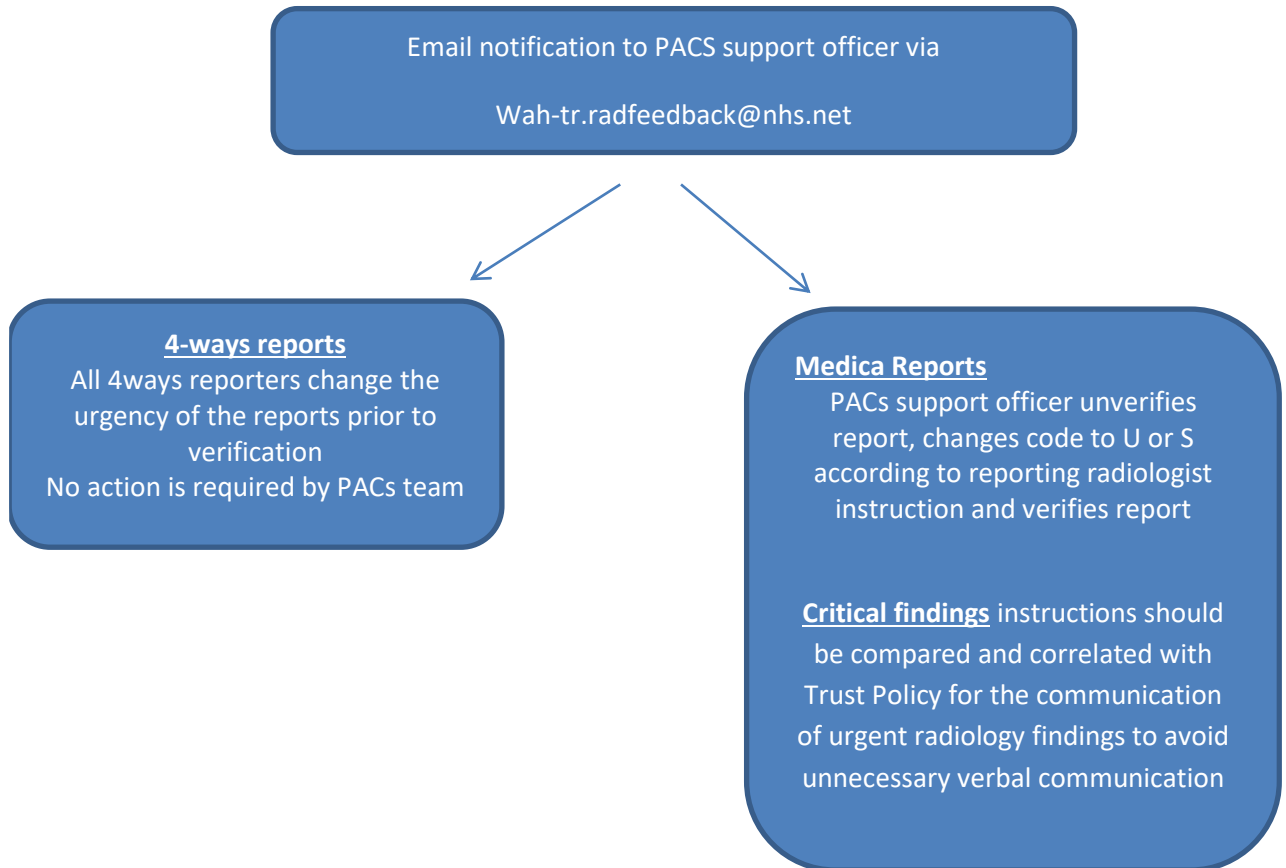 Email notification to PACS support officer via
Wah-tr.radfeedback@nhs.net
4-ways reports
All 4ways reporters change the
urgency of the reports prior to
verification
No action is required by PACs team
Medica Reports
PACs support officer unverifies
report, changes code to U or S
according to reporting radiologist
instruction and verifies report
Critical findings instructions should
be compared and correlated with
Trust Policy for the communication
of urgent radiology findings to avoid
unnecessary verbal communication